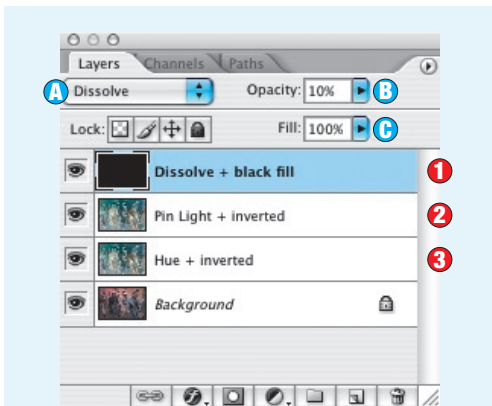 Layers Channels Paths
A Dissolve Opacity: 10% B
Lock: Fill: 100% C
Dissolve + black fill 1
Pin Light + inverted 2
Hue + inverted 3
Background